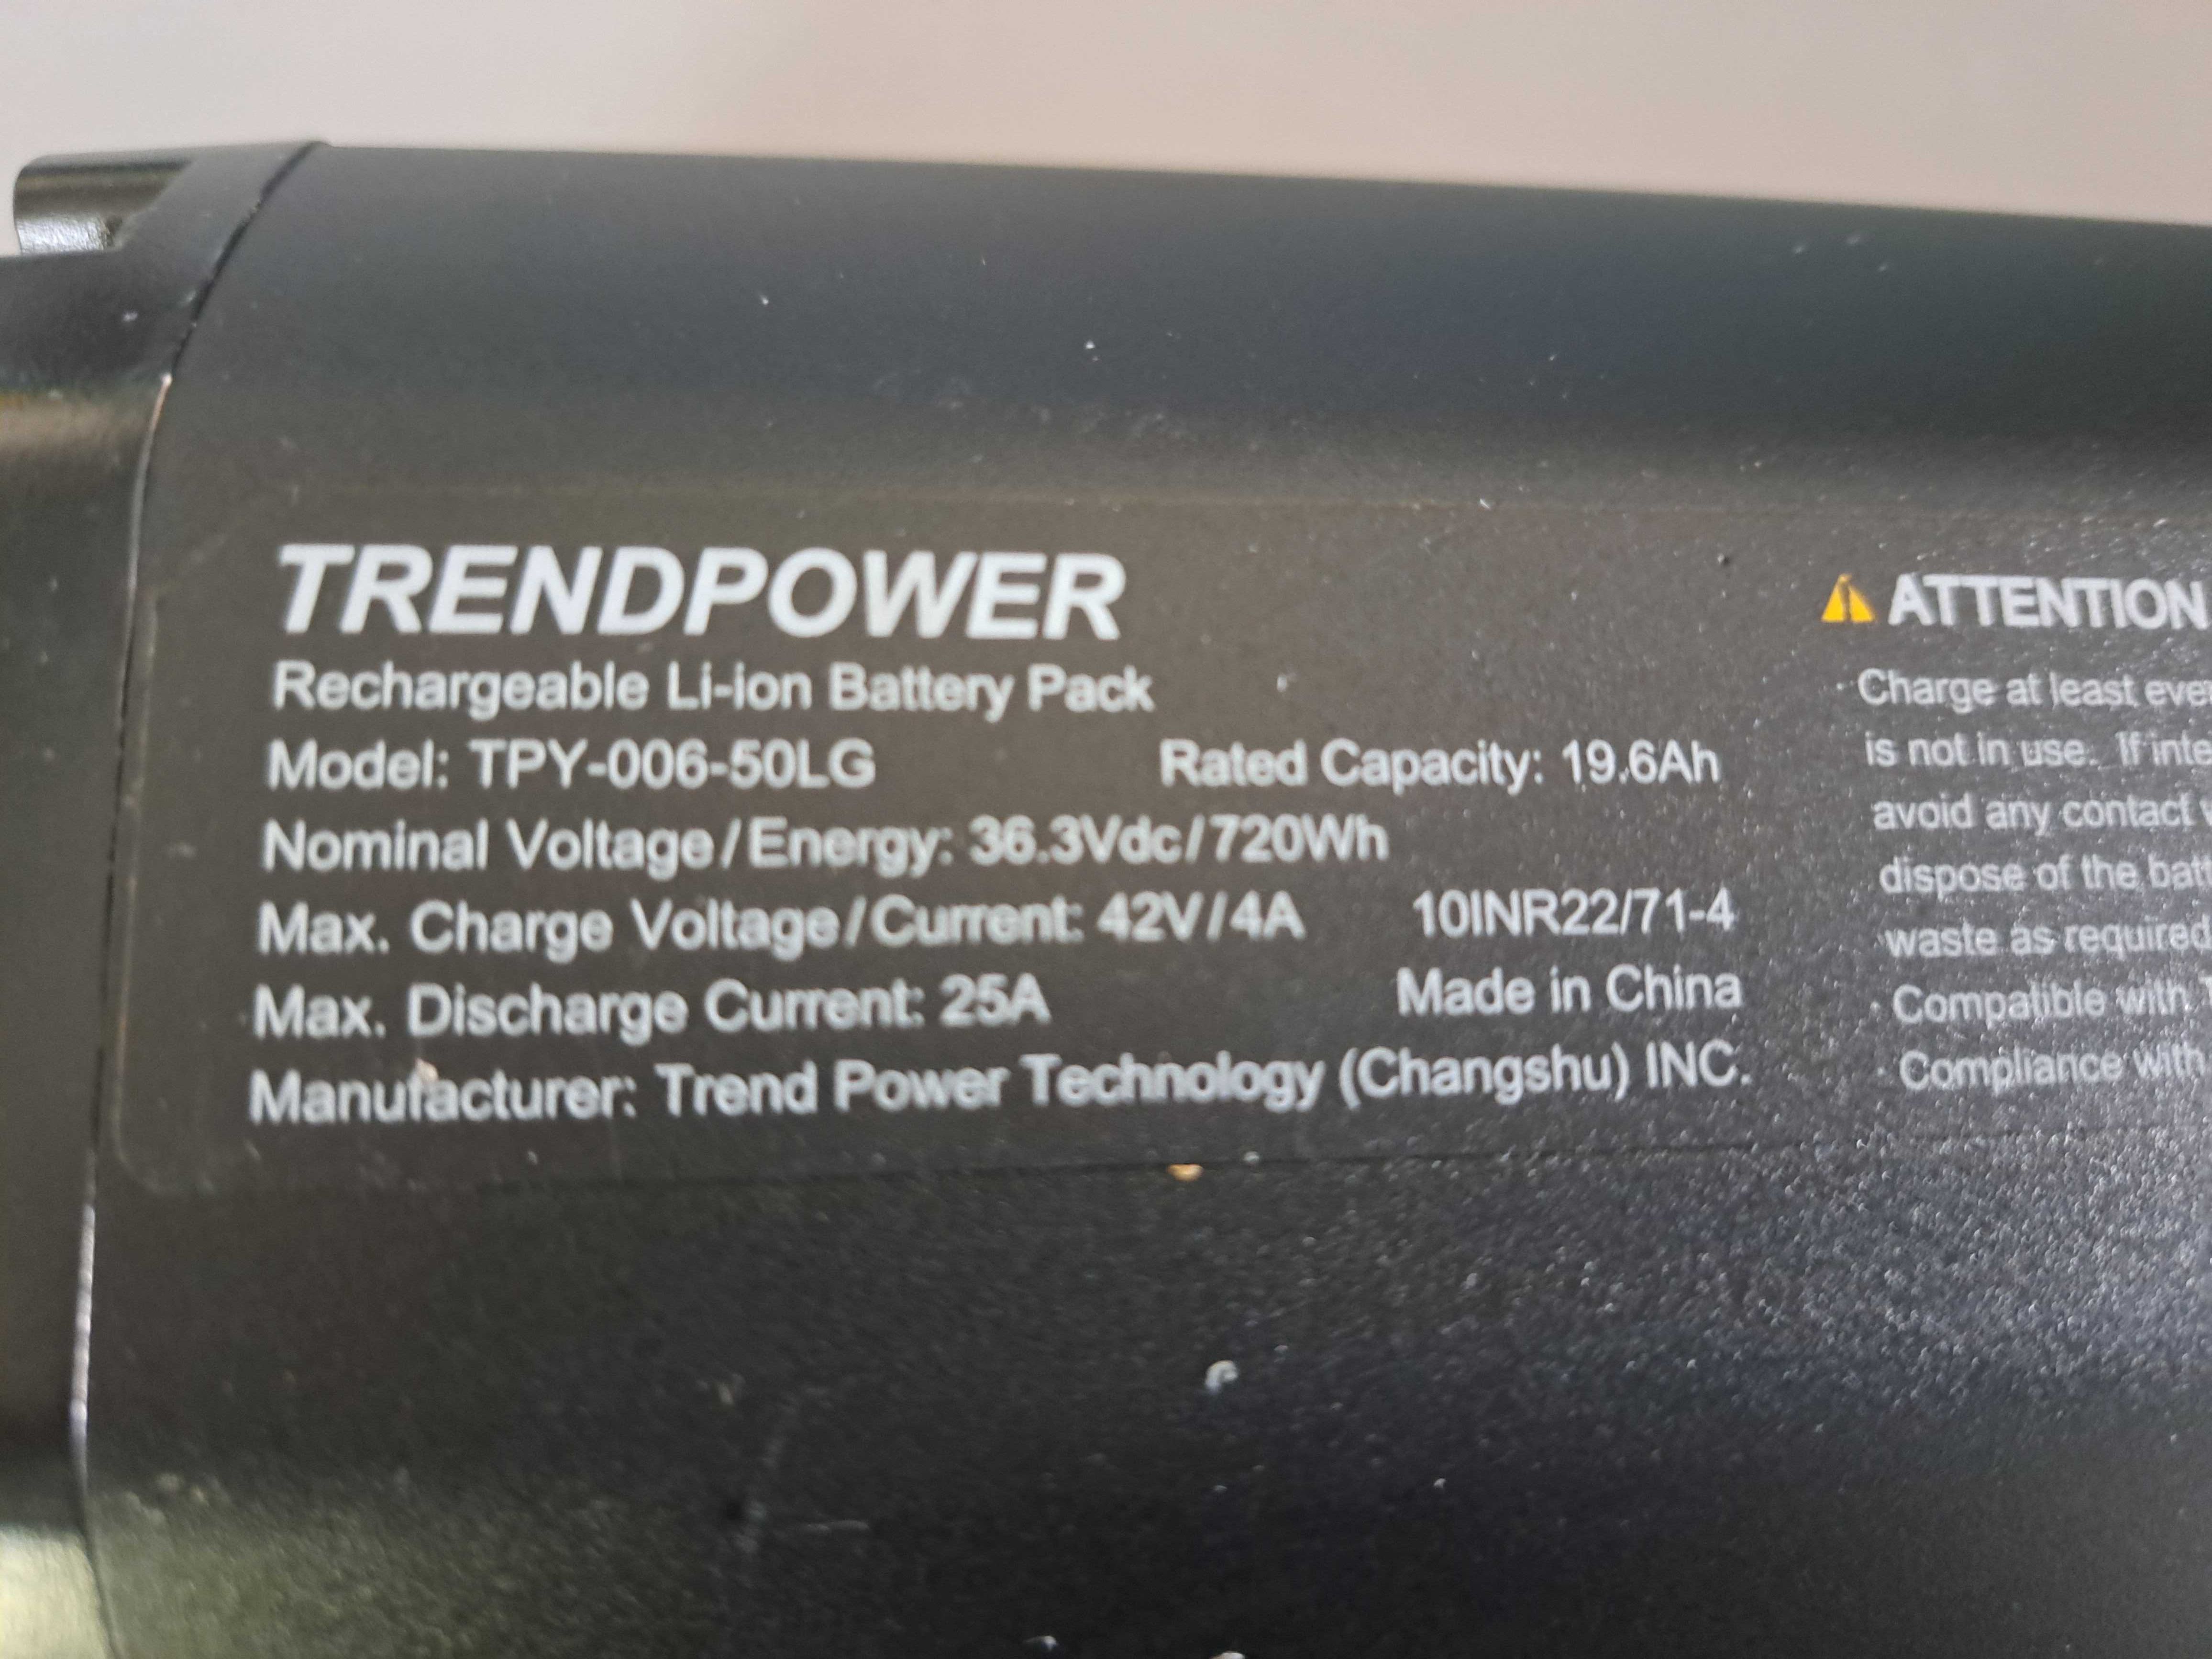 TRENDPOWER
Rechargeable Li-ion Battery Pack
Model: TPY-006-50LG Rated Capacity: 19.6Ah
Nominal Voltage/Energy: 36.3Vdc/720Wh
Max. Charge Voltage/Current: 42V/4A 10INR22/71-4
Max. Discharge Current: 25A Made in China
Manufacturer: Trend Power Technology (Changshu) INC.
ATTENTION
· Charge at least
is not in use. If
avoid any contact
dispose of the
waste as required
· Compatible with
· Compliance with